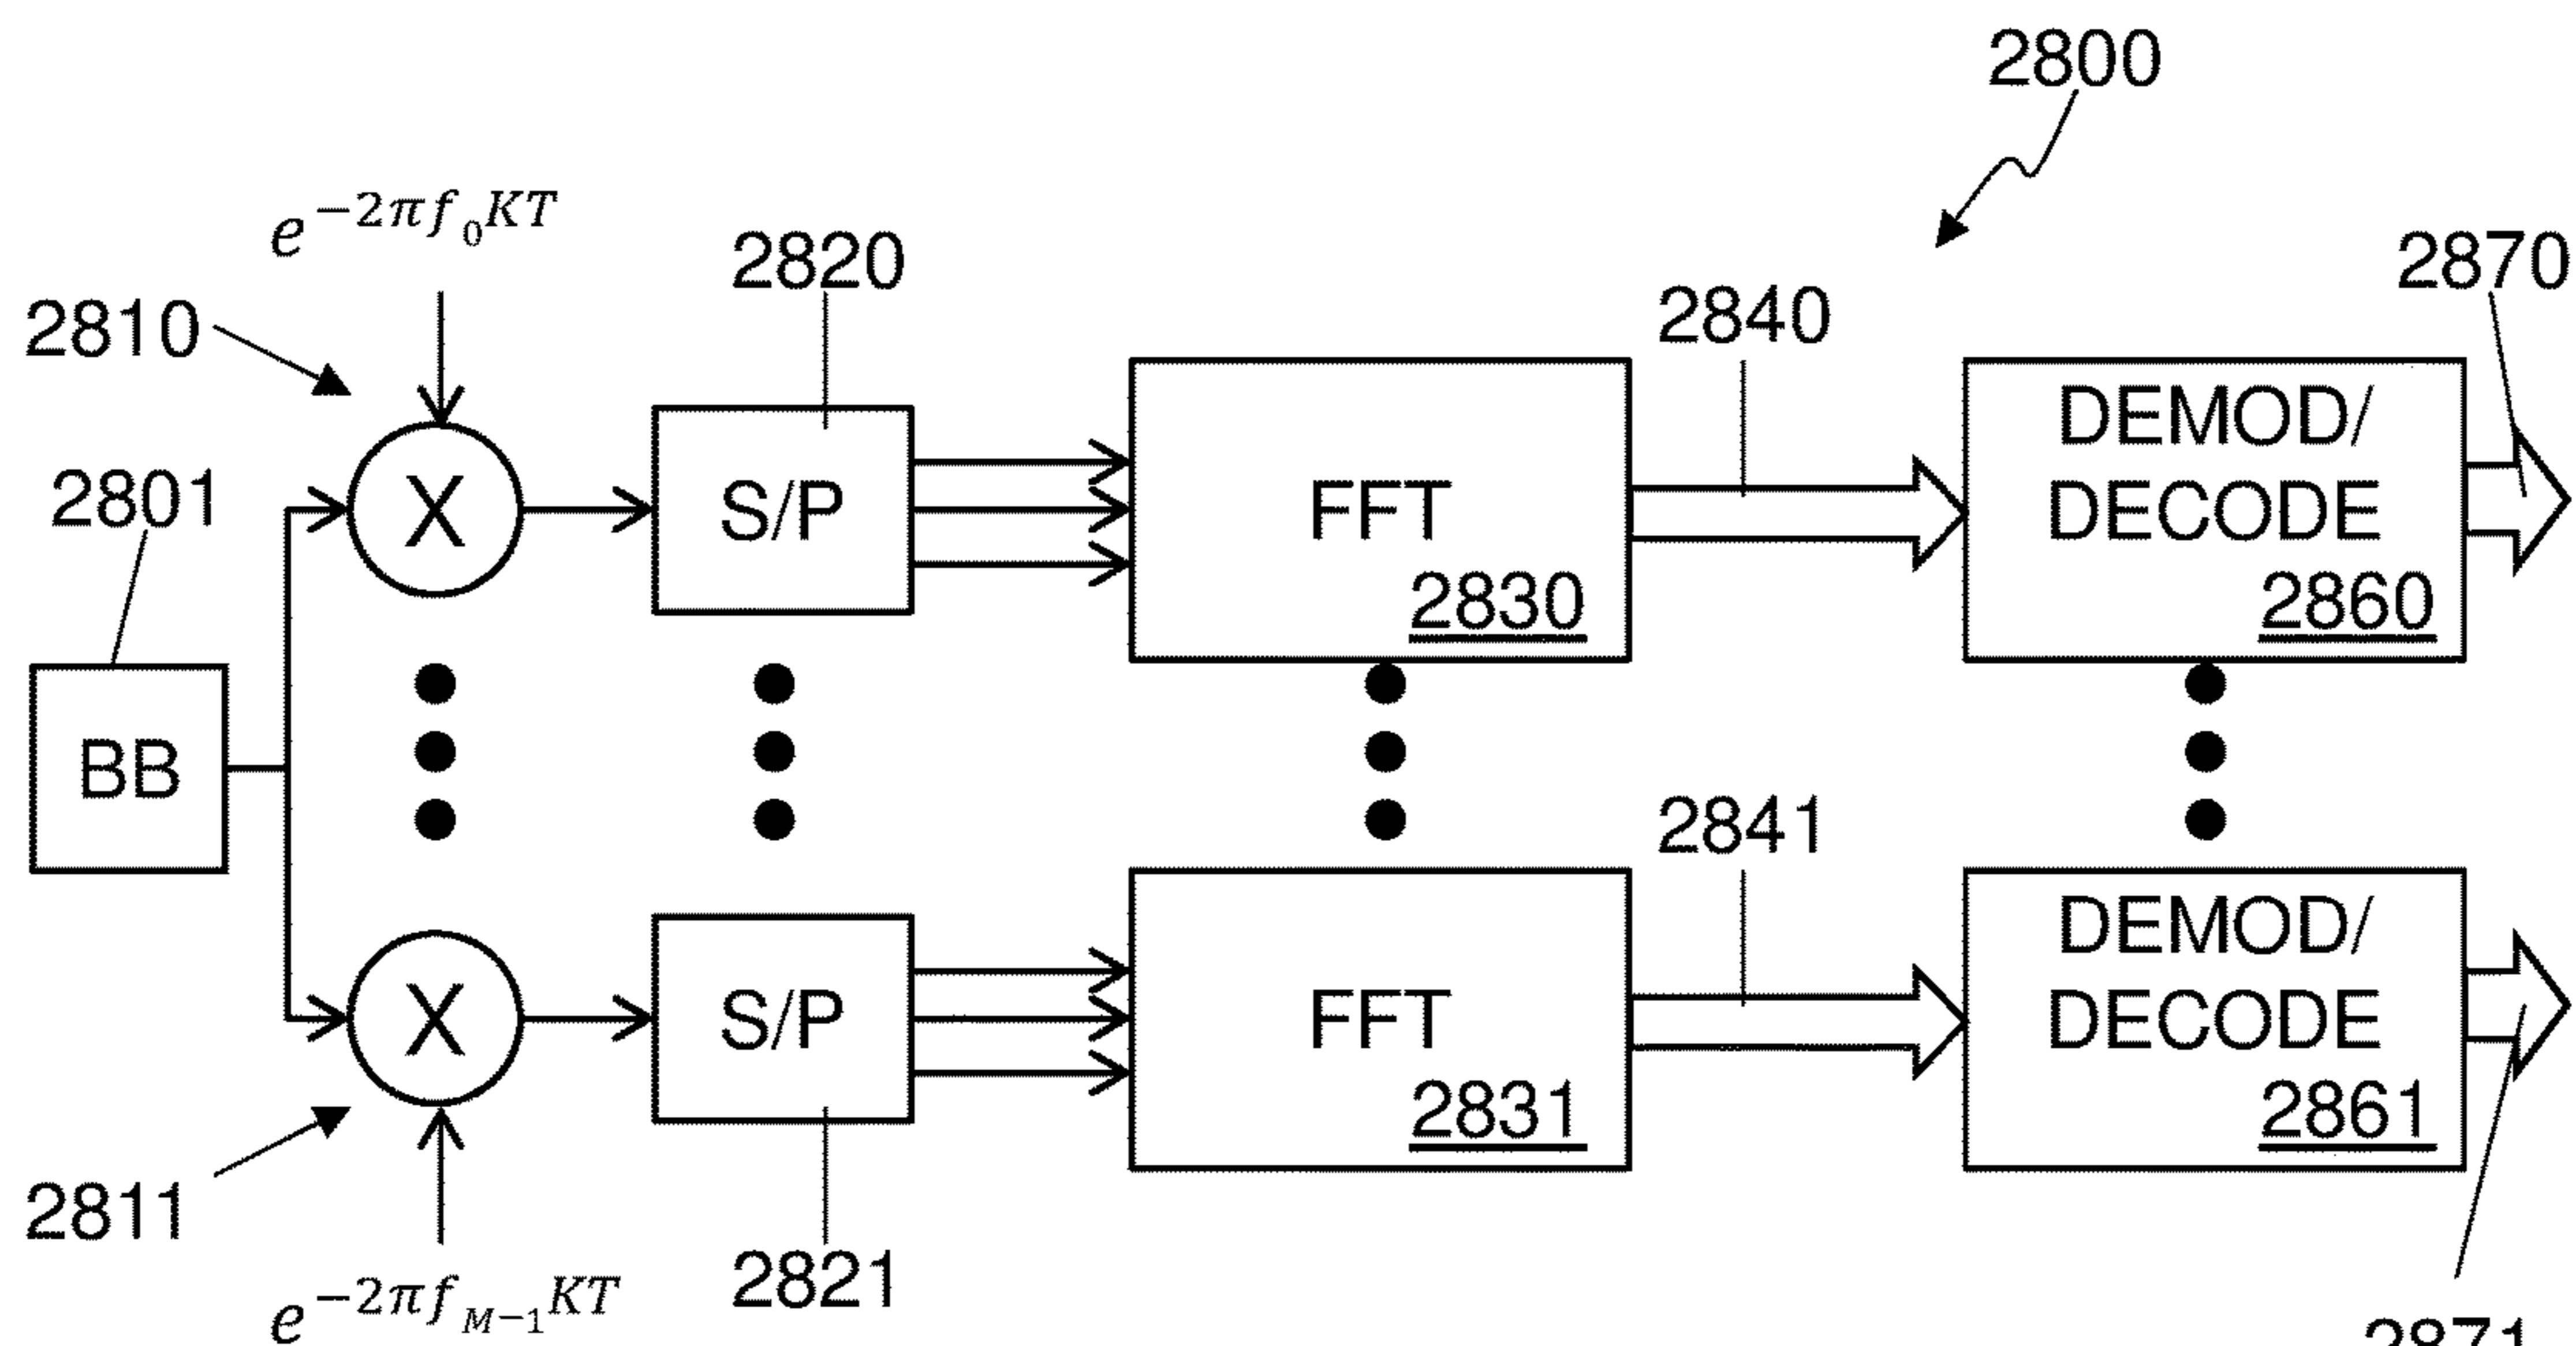 2800
e^{-2πf_0KT}
2820
2870
2810
2840
2801
X
S/P
FFT
2830
DEMOD/
DECODE
2860
BB
2841
X
S/P
FFT
2831
DEMOD/
DECODE
2861
2811
2821
e^{-2πf_{M-1}KT}
2871